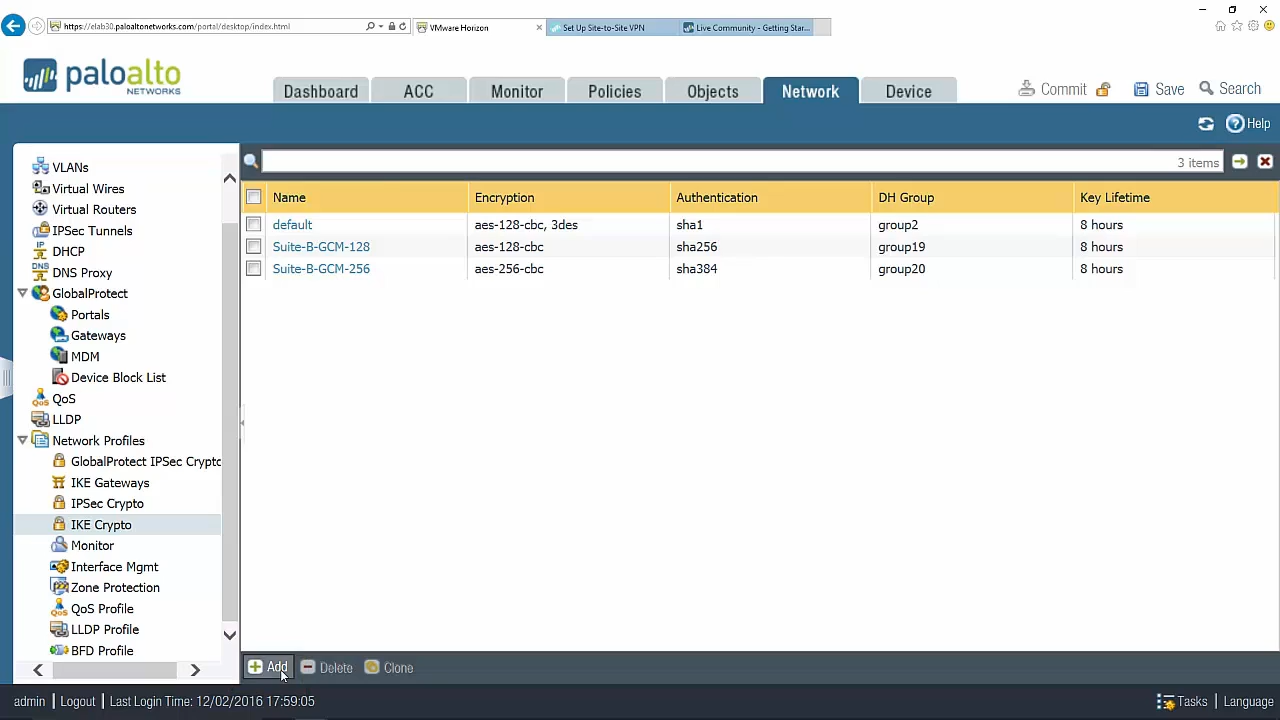 https://elab30.paloaltonetworks.com/portal/desktop/index.html
VMware Horizon
Set Up Site-to-Site VPN
Live Community - Getting Star...
paloalto
NETWORKS
Dashboard
ACC
Monitor
Policies
Objects
Network
Device
Commit
Save
Search
Help
VLANs
Virtual Wires
Virtual Routers
IPSec Tunnels
IP
DHCP
DNS
DNS Proxy
GlobalProtect
Portals
Gateways
MDM
Device Block List
QoS
QoS
LLDP
Network Profiles
GlobalProtect IPSec Crypto
IKE Gateways
IPSec Crypto
IKE Crypto
Monitor
Interface Mgmt
Zone Protection
QoS
QoS Profile
LLDP Profile
BFD Profile
3 items
Name Encryption Authentication DH Group Key Lifetime
default aes-128-cbc, 3des sha1 group2 8 hours
Suite-B-GCM-128 aes-128-cbc sha256 group19 8 hours
Suite-B-GCM-256 aes-256-cbc sha384 group20 8 hours
Add
Delete
Clone
admin | Logout | Last Login Time: 12/02/2016 17:59:05
Tasks | Language